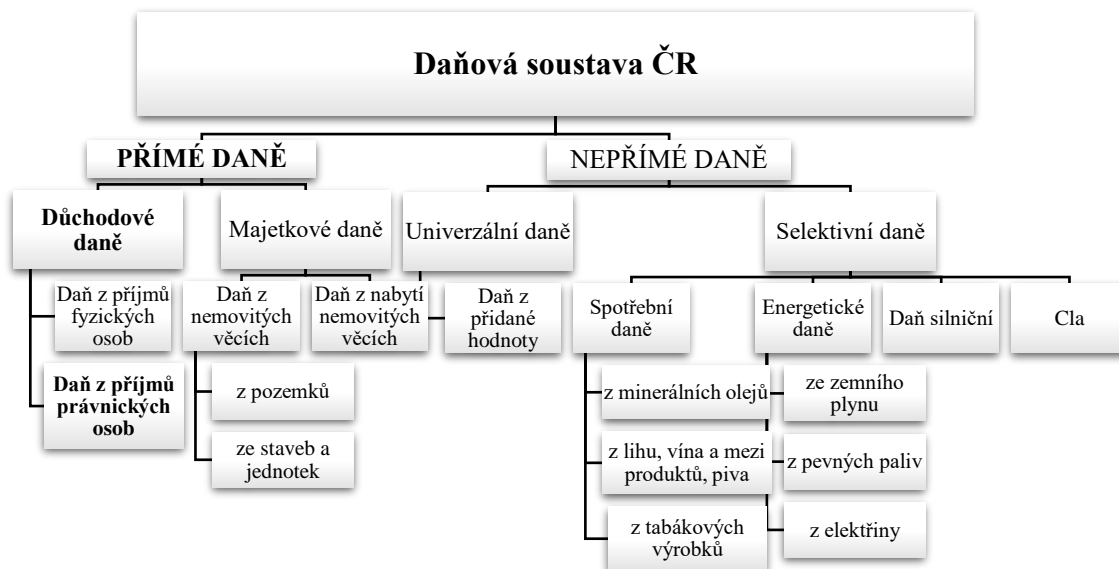 Daňová soustava ČR
PŘÍMÉ DANĚ
NEPŘÍMÉ DANĚ
Důchodové
daně
Majetkové daně
Univerzální daně
Selektivní daně
Daň z příjmů
fyzických
osob
Daň z
nemovitých
věcích
Daň z nabytí
nemovitých
věcích
Daň z
přidané
hodnoty
Spotřební
daně
Energetické
daně
Daň silniční
Cla
Daň z příjmů
právnických
osob
z pozemků
ze staveb a
jednotek
z minerálních olejů
z lihu, vína a mezi
produktů, piva
z tabákových
výrobků
ze zemního
plynu
z pevných paliv
z elektřiny